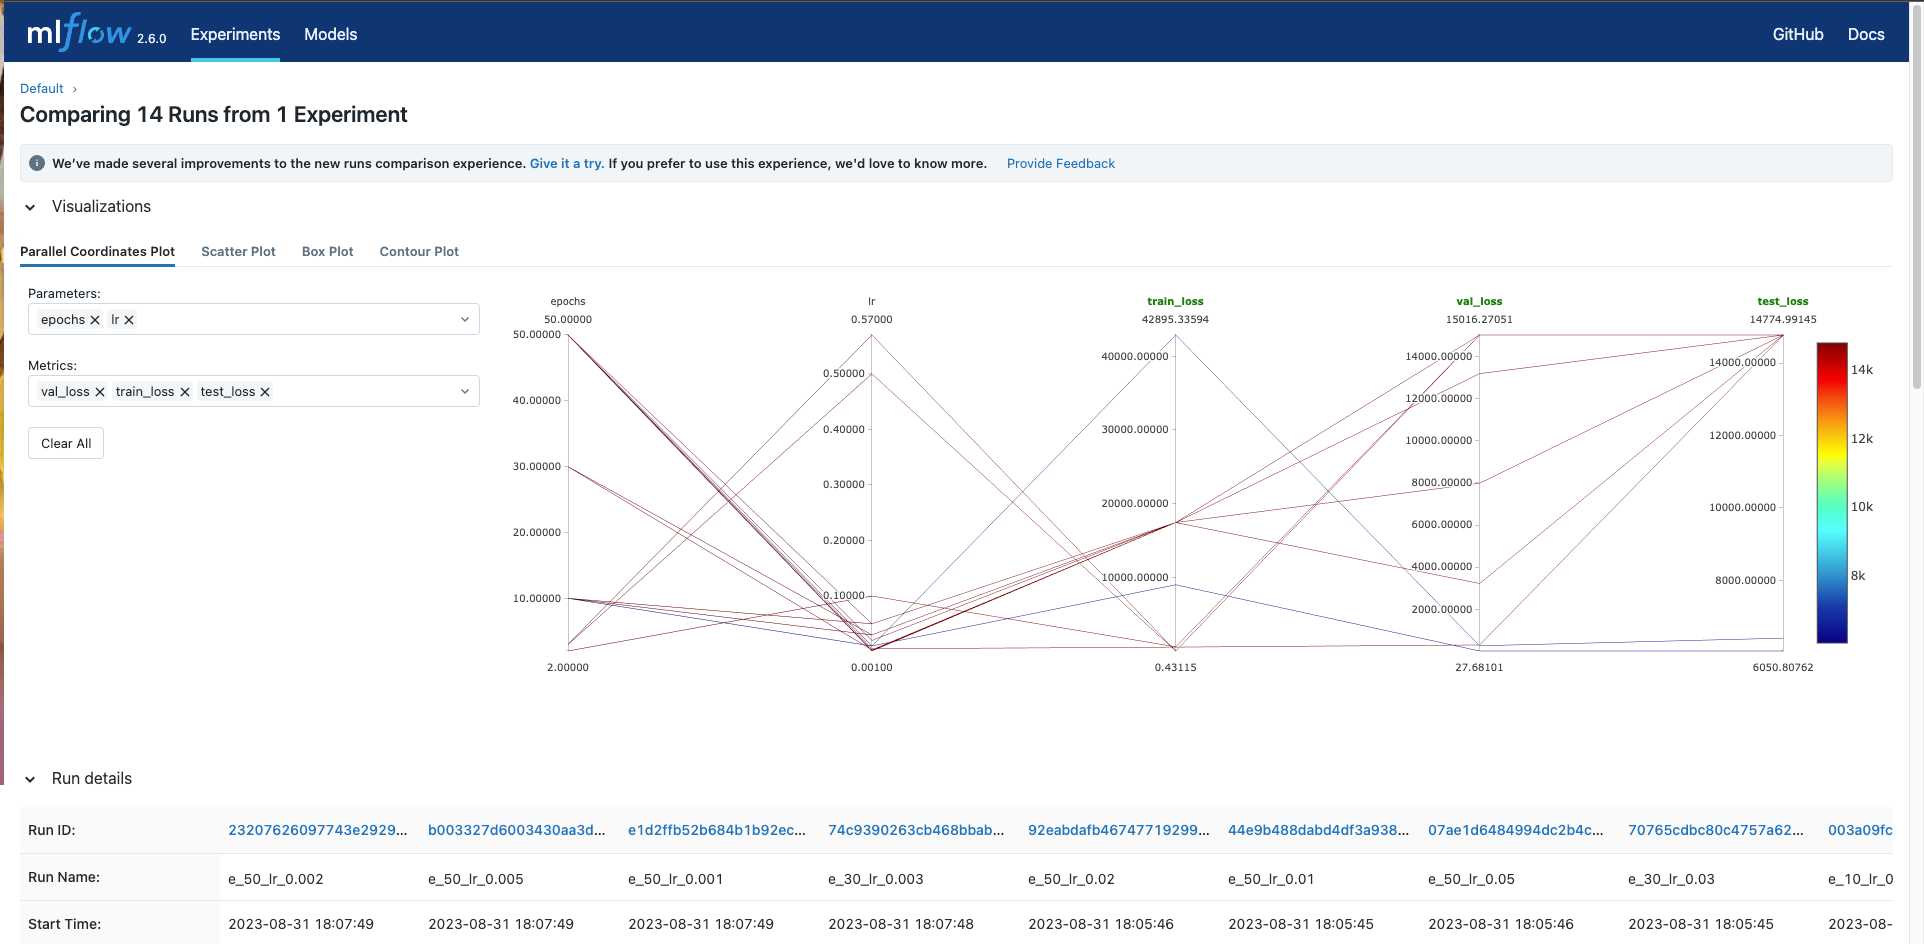 mlflow 2.6.0 Experiments Models GitHub Docs
Default ›
Comparing 14 Runs from 1 Experiment
We've made several improvements to the new runs comparison experience. Give it a try. If you prefer to use this experience, we'd love to know more. Provide Feedback
Visualizations
Parallel Coordinates Plot Scatter Plot Box Plot Contour Plot
Parameters:
epochs lr
Metrics:
val_loss train_loss test_loss
Clear All
epochs lr train_loss val_loss test_loss
50.00000 0.57000 42895.33594 15016.27051 14774.99145
50.00000
40.00000
30.00000
20.00000
10.00000
2.00000
0.50000
0.40000
0.30000
0.20000
0.10000
0.00100
40000.00000
30000.00000
20000.00000
10000.00000
0.43115
14000.00000
12000.00000
10000.00000
8000.00000
6000.00000
4000.00000
2000.00000
27.68101
14000.00000
12000.00000
10000.00000
8000.00000
6050.80762
14k
12k
10k
8k
Run details
Run ID: 23207626097743e2929... b003327d6003430aa3d... e1d2ffb52b684b1b92ec... 74c9390263cb468bbab... 92eabdafb46747719299... 44e9b488dabd4df3a938... 07ae1d6484994dc2b4c... 70765cdbc80c4757a62... 003a09fc
Run Name: e_50_lr_0.002 e_50_lr_0.005 e_50_lr_0.001 e_30_lr_0.003 e_50_lr_0.02 e_50_lr_0.01 e_50_lr_0.05 e_30_lr_0.03 e_10_lr_0
Start Time: 2023-08-31 18:07:49 2023-08-31 18:07:49 2023-08-31 18:07:49 2023-08-31 18:07:48 2023-08-31 18:05:46 2023-08-31 18:05:45 2023-08-31 18:05:46 2023-08-31 18:05:45 2023-08-